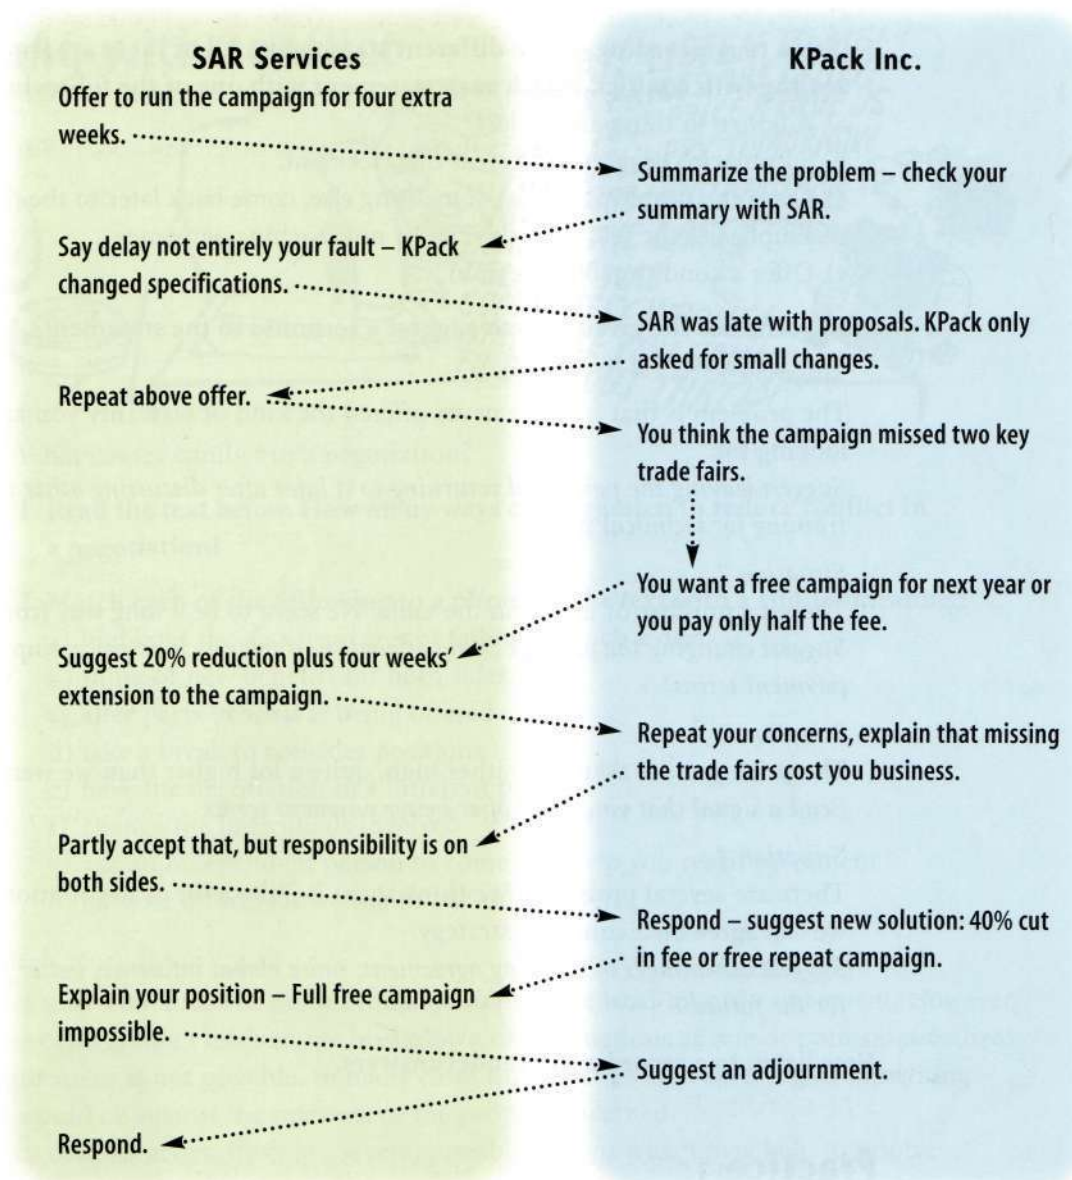 SAR Services
KPack Inc.
Offer to run the campaign for four extra
weeks.
Summarize the problem – check your
summary with SAR.
Say delay not entirely your fault – KPack
changed specifications.
SAR was late with proposals. KPack only
asked for small changes.
Repeat above offer.
You think the campaign missed two key
trade fairs.
You want a free campaign for next year or
you pay only half the fee.
Suggest 20% reduction plus four weeks'
extension to the campaign.
Repeat your concerns, explain that missing
the trade fairs cost you business.
Partly accept that, but responsibility is on
both sides.
Respond – suggest new solution: 40% cut
in fee or free repeat campaign.
Explain your position – Full free campaign
impossible.
Suggest an adjournment.
Respond.